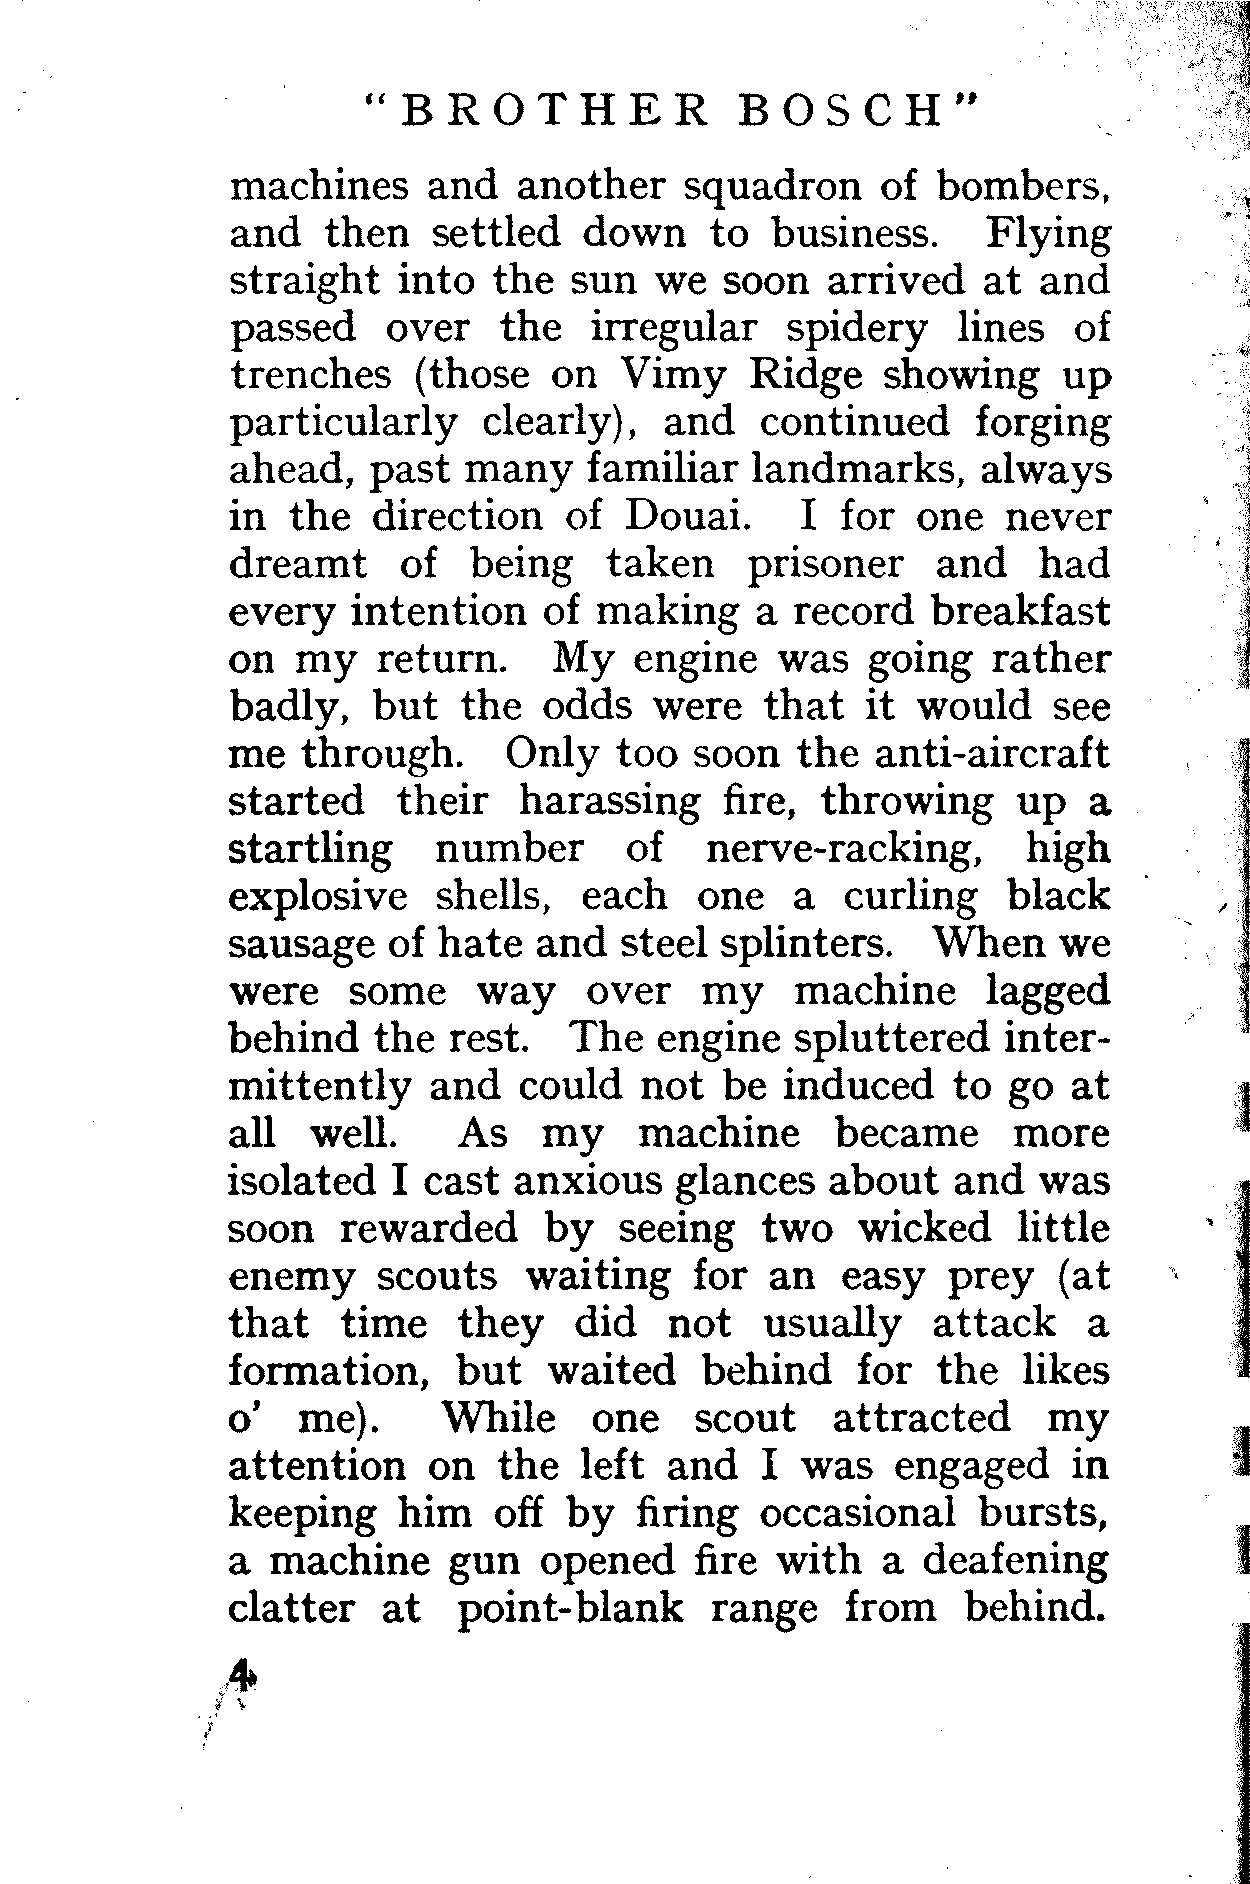 "BROTHER BOSCH"
machines and another squadron of bombers,
and then settled down to business. Flying
straight into the sun we soon arrived at and
passed over the irregular spidery lines of
trenches (those on Vimy Ridge showing up
particularly clearly), and continued forging
ahead, past many familiar landmarks, always
in the direction of Douai. I for one never
dreamt of being taken prisoner and had
every intention of making a record breakfast
on my return. My engine was going rather
badly, but the odds were that it would see
me through. Only too soon the anti-aircraft
started their harassing fire, throwing up a
startling number of nerve-racking, high
explosive shells, each one a curling black
sausage of hate and steel splinters. When we
were some way over my machine lagged
behind the rest. The engine spluttered inter-
mittently and could not be induced to go at
all well. As my machine became more
isolated I cast anxious glances about and was
soon rewarded by seeing two wicked little
enemy scouts waiting for an easy prey (at
that time they did not usually attack a
formation, but waited behind for the likes
o' me). While one scout attracted my
attention on the left and I was engaged in
keeping him off by firing occasional bursts,
a machine gun opened fire with a deafening
clatter at point-blank range from behind.
4